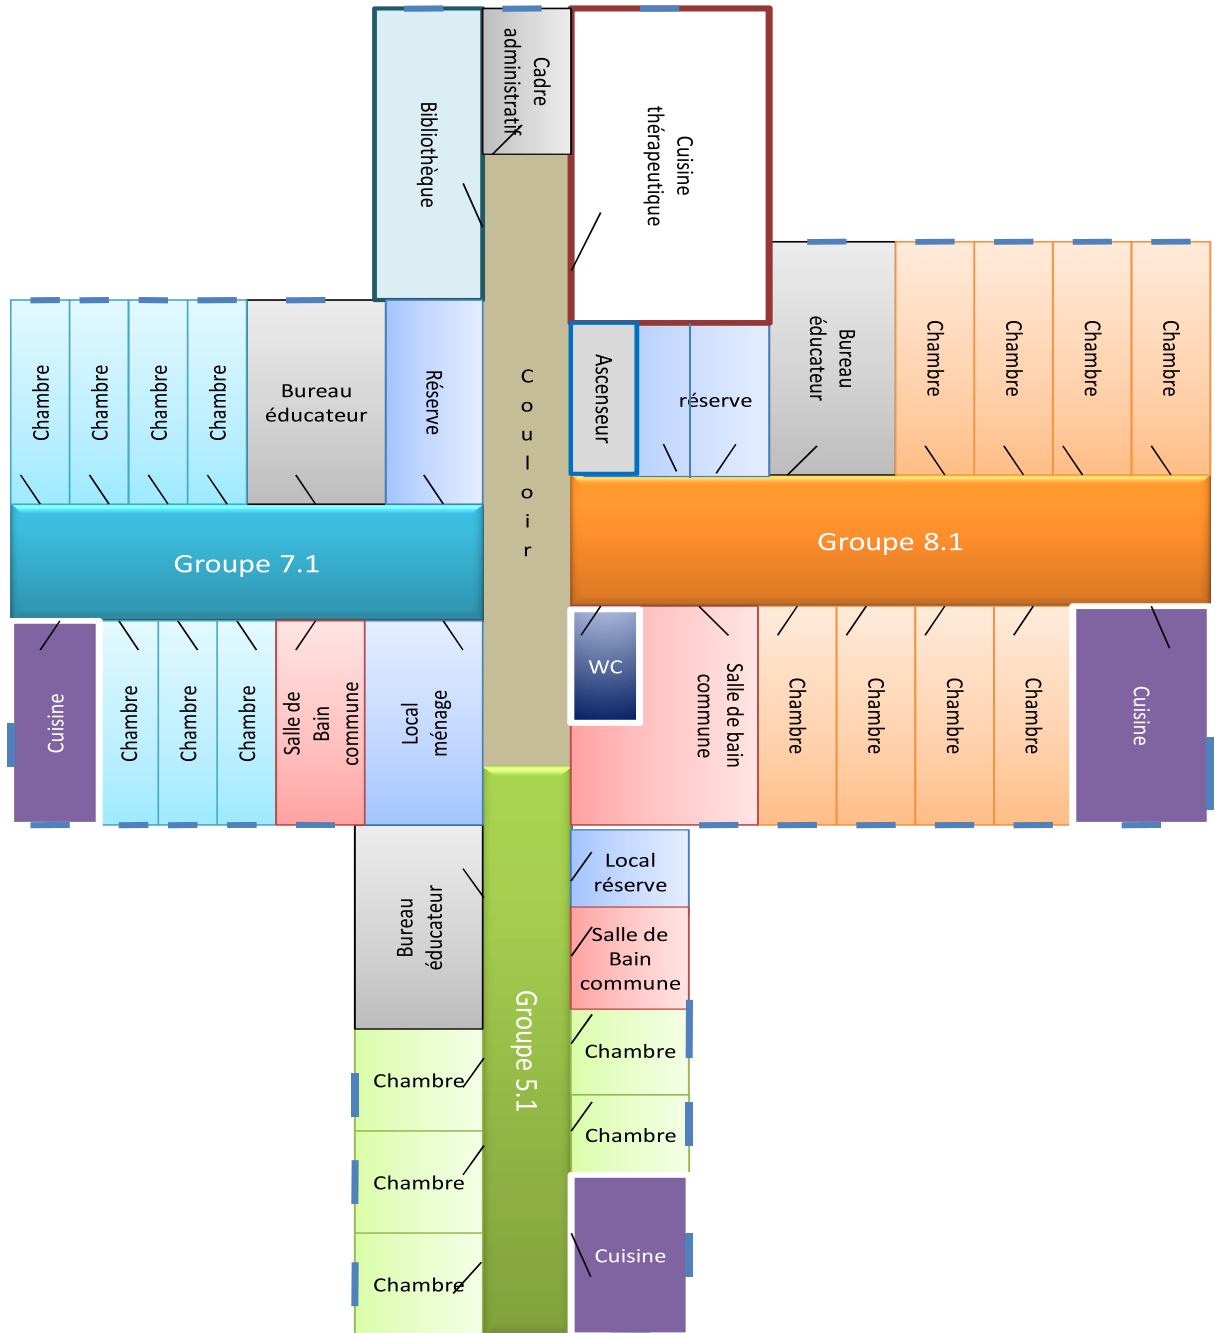 Bibliothèque
Cadre
administratif
Cuisine
thérapeutique
Chambre
Chambre
Chambre
Chambre
Bureau
éducateur
Réserve
C
o
u
l
o
i
r
Ascenseur
réserve
Bureau
éducateur
Chambre
Chambre
Chambre
Chambre
Groupe 7.1
Groupe 8.1
Cuisine
Chambre
Chambre
Chambre
Salle de
Bain
commune
Local
ménage
WC
Salle de bain
commune
Chambre
Chambre
Chambre
Chambre
Cuisine
Bureau
éducateur
Groupe 5.1
Local
réserve
Salle de
Bain
commune
Chambre
Chambre
Chambre
Chambre
Chambre
Cuisine